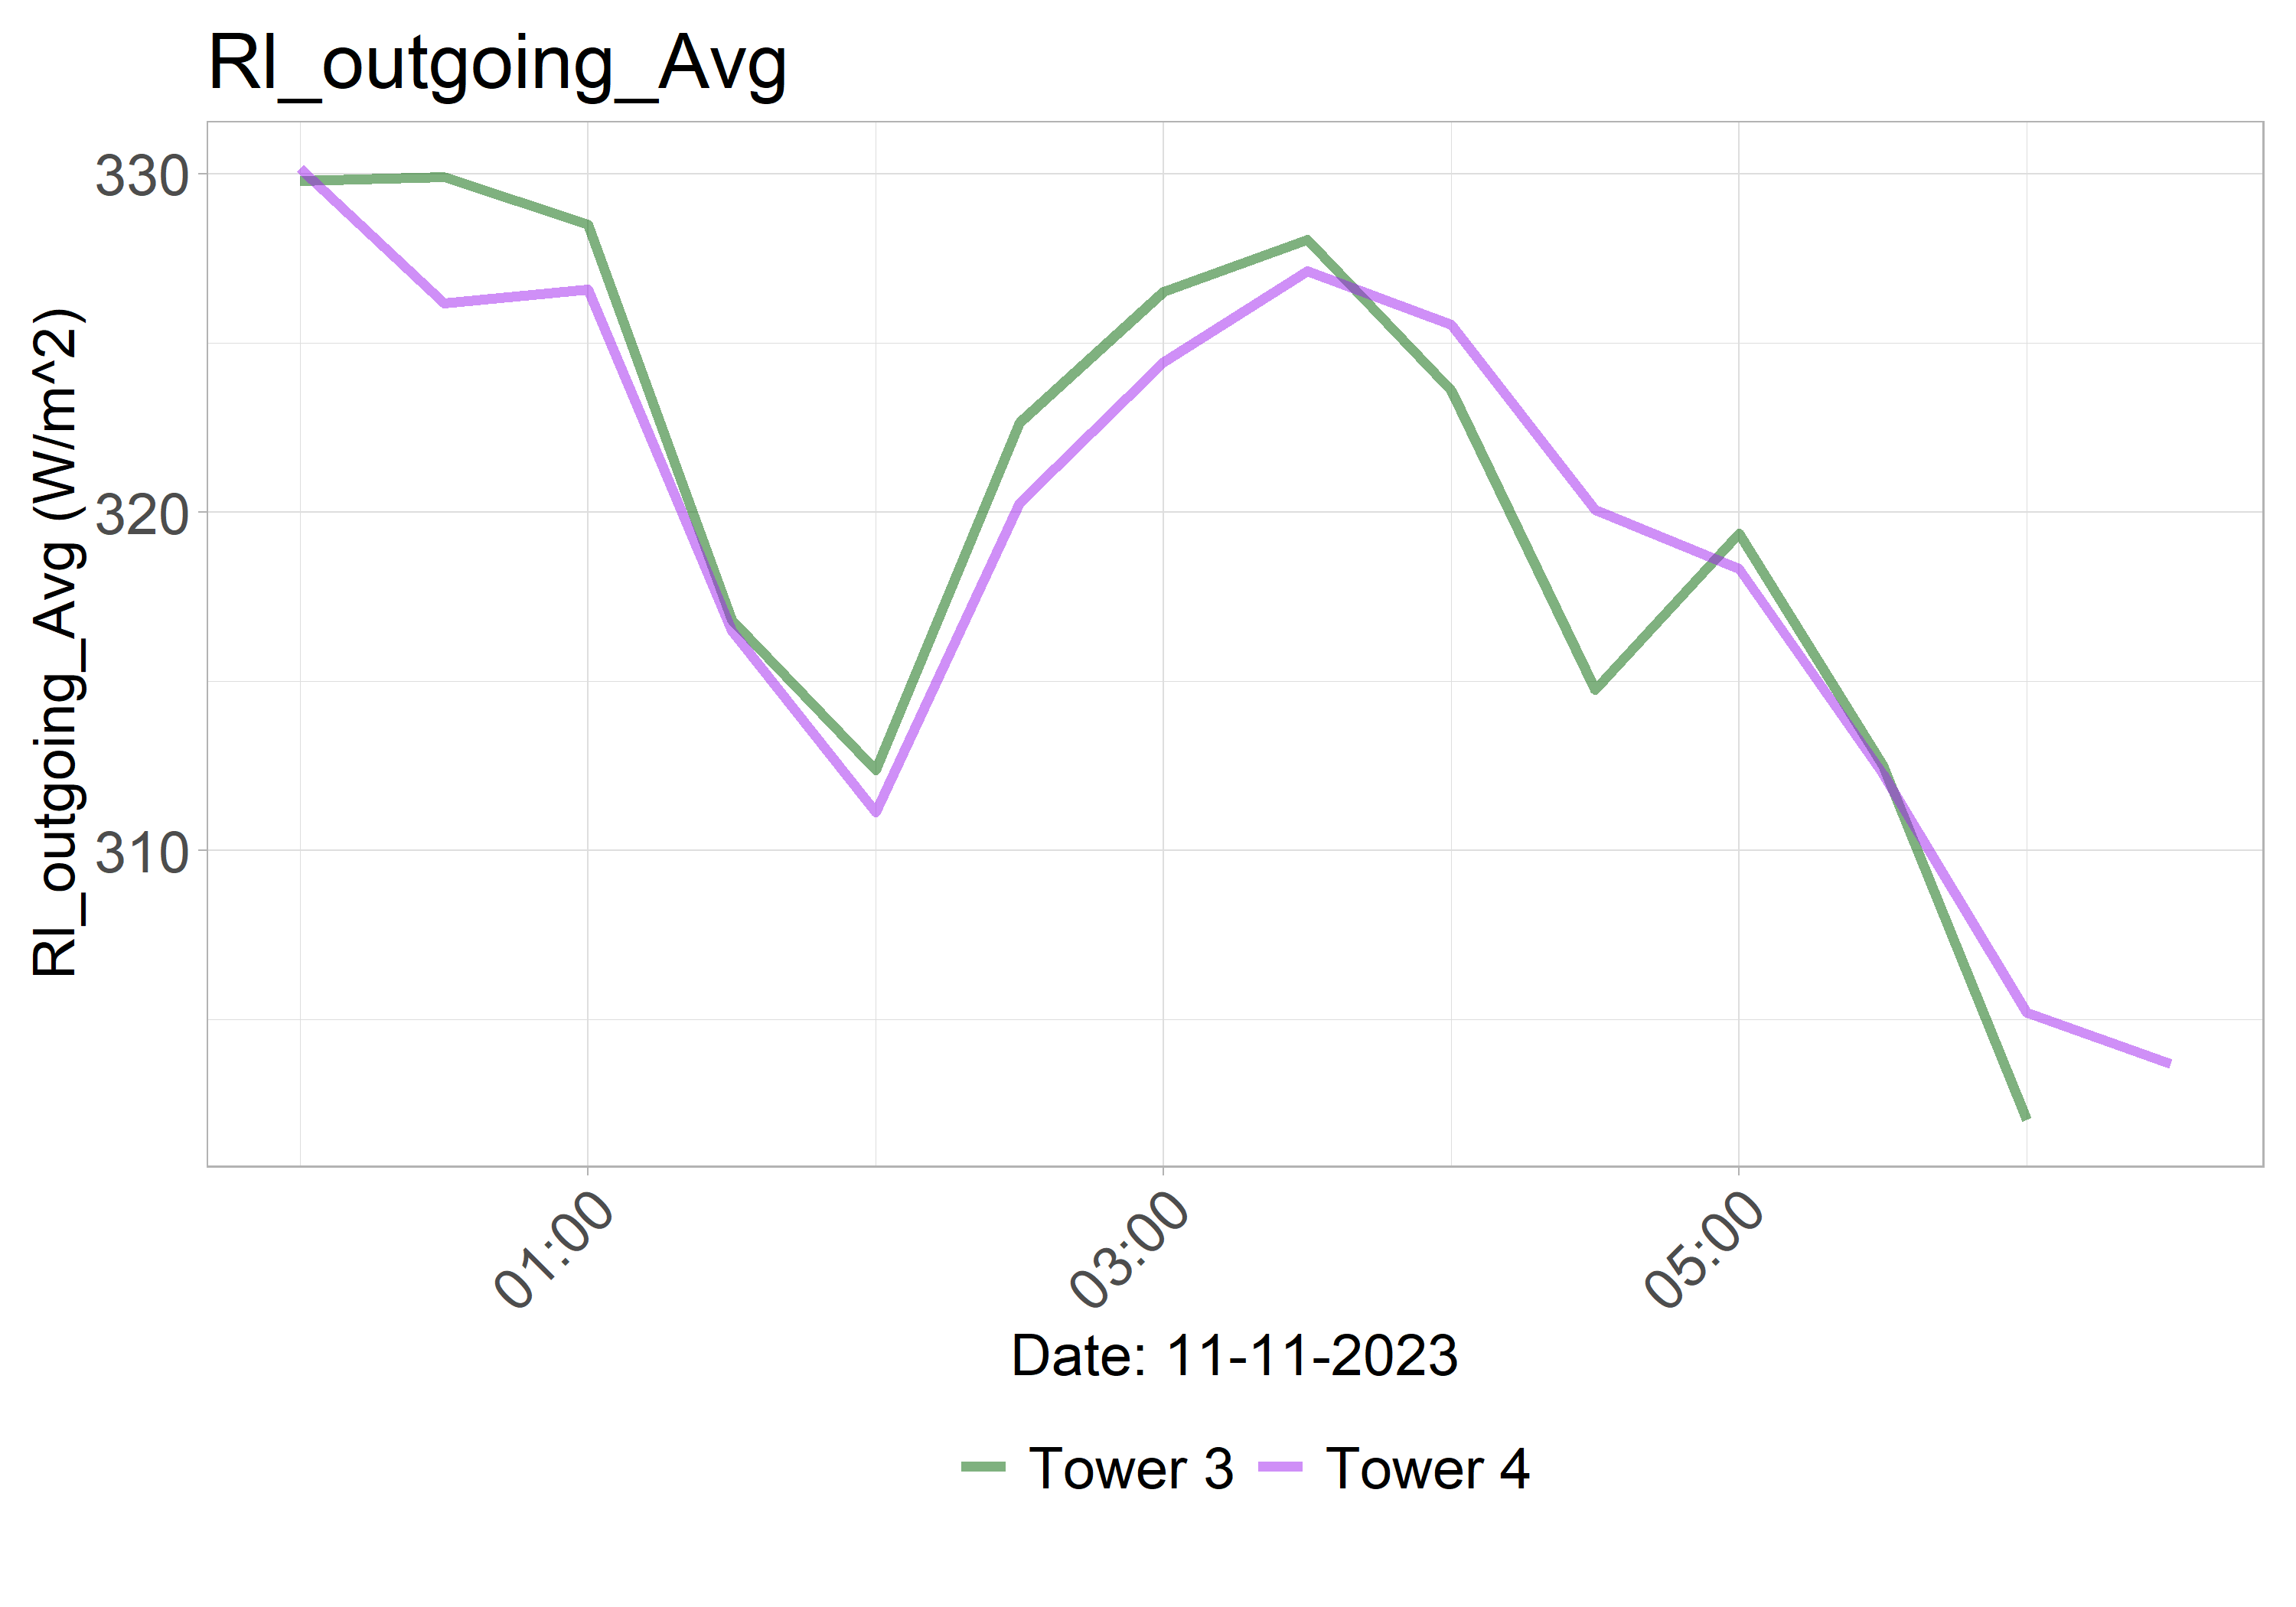 Rl_outgoing_Avg
Rl_outgoing_Avg (W/m^2)
330
320
310
01:00
03:00
05:00
Date: 11-11-2023
Tower 3
Tower 4